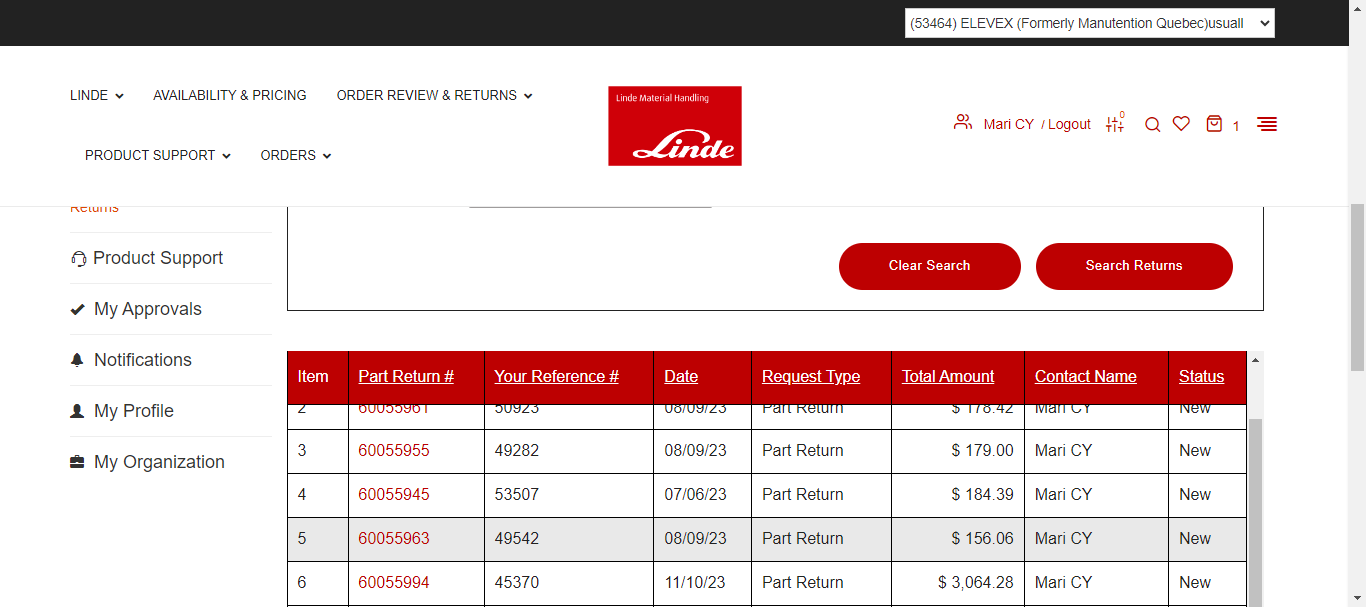 (53464) ELEVEX (Formerly Manutention Quebec)usuall
LINDE AVAILABILITY & PRICING ORDER REVIEW & RETURNS
PRODUCT SUPPORT ORDERS
Linde Material Handling
Linde
Mari CY / Logout 0 1
Returns
Product Support
My Approvals
Notifications
My Profile
My Organization
Clear Search Search Returns
Item Part Return # Your Reference # Date Request Type Total Amount Contact Name Status
2 60055961 50923 08/09/23 Part Return $ 178.42 Mari CY New
3 60055955 49282 08/09/23 Part Return $ 179.00 Mari CY New
4 60055945 53507 07/06/23 Part Return $ 184.39 Mari CY New
5 60055963 49542 08/09/23 Part Return $ 156.06 Mari CY New
6 60055994 45370 11/10/23 Part Return $ 3,064.28 Mari CY New